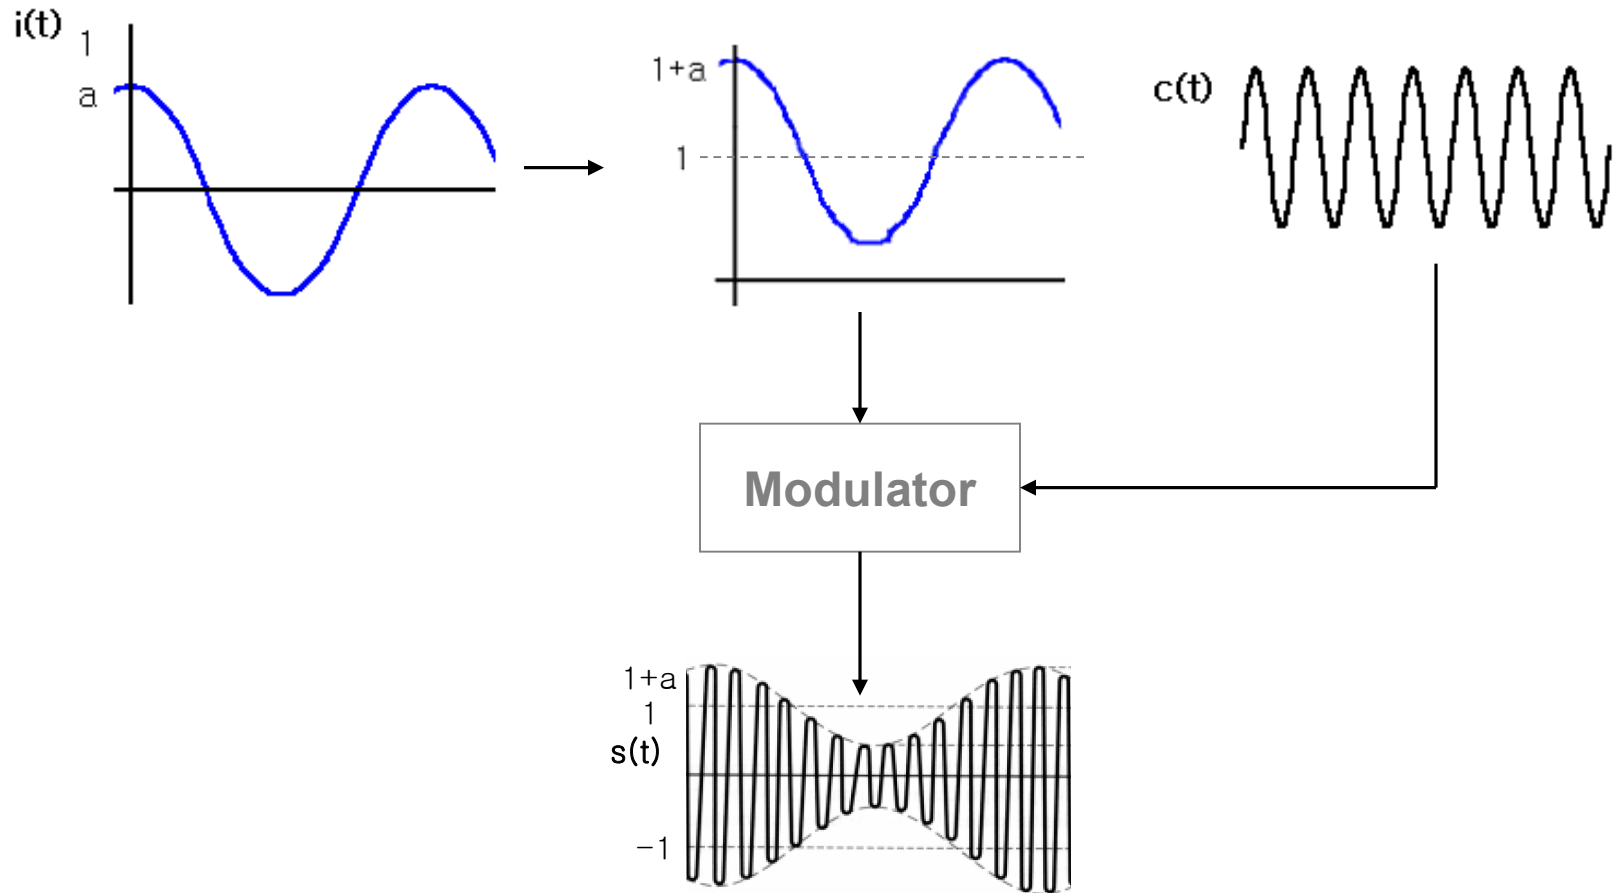 i(t)
1
a
1+a
1
c(t)
Modulator
1+a
1
s(t)
-1